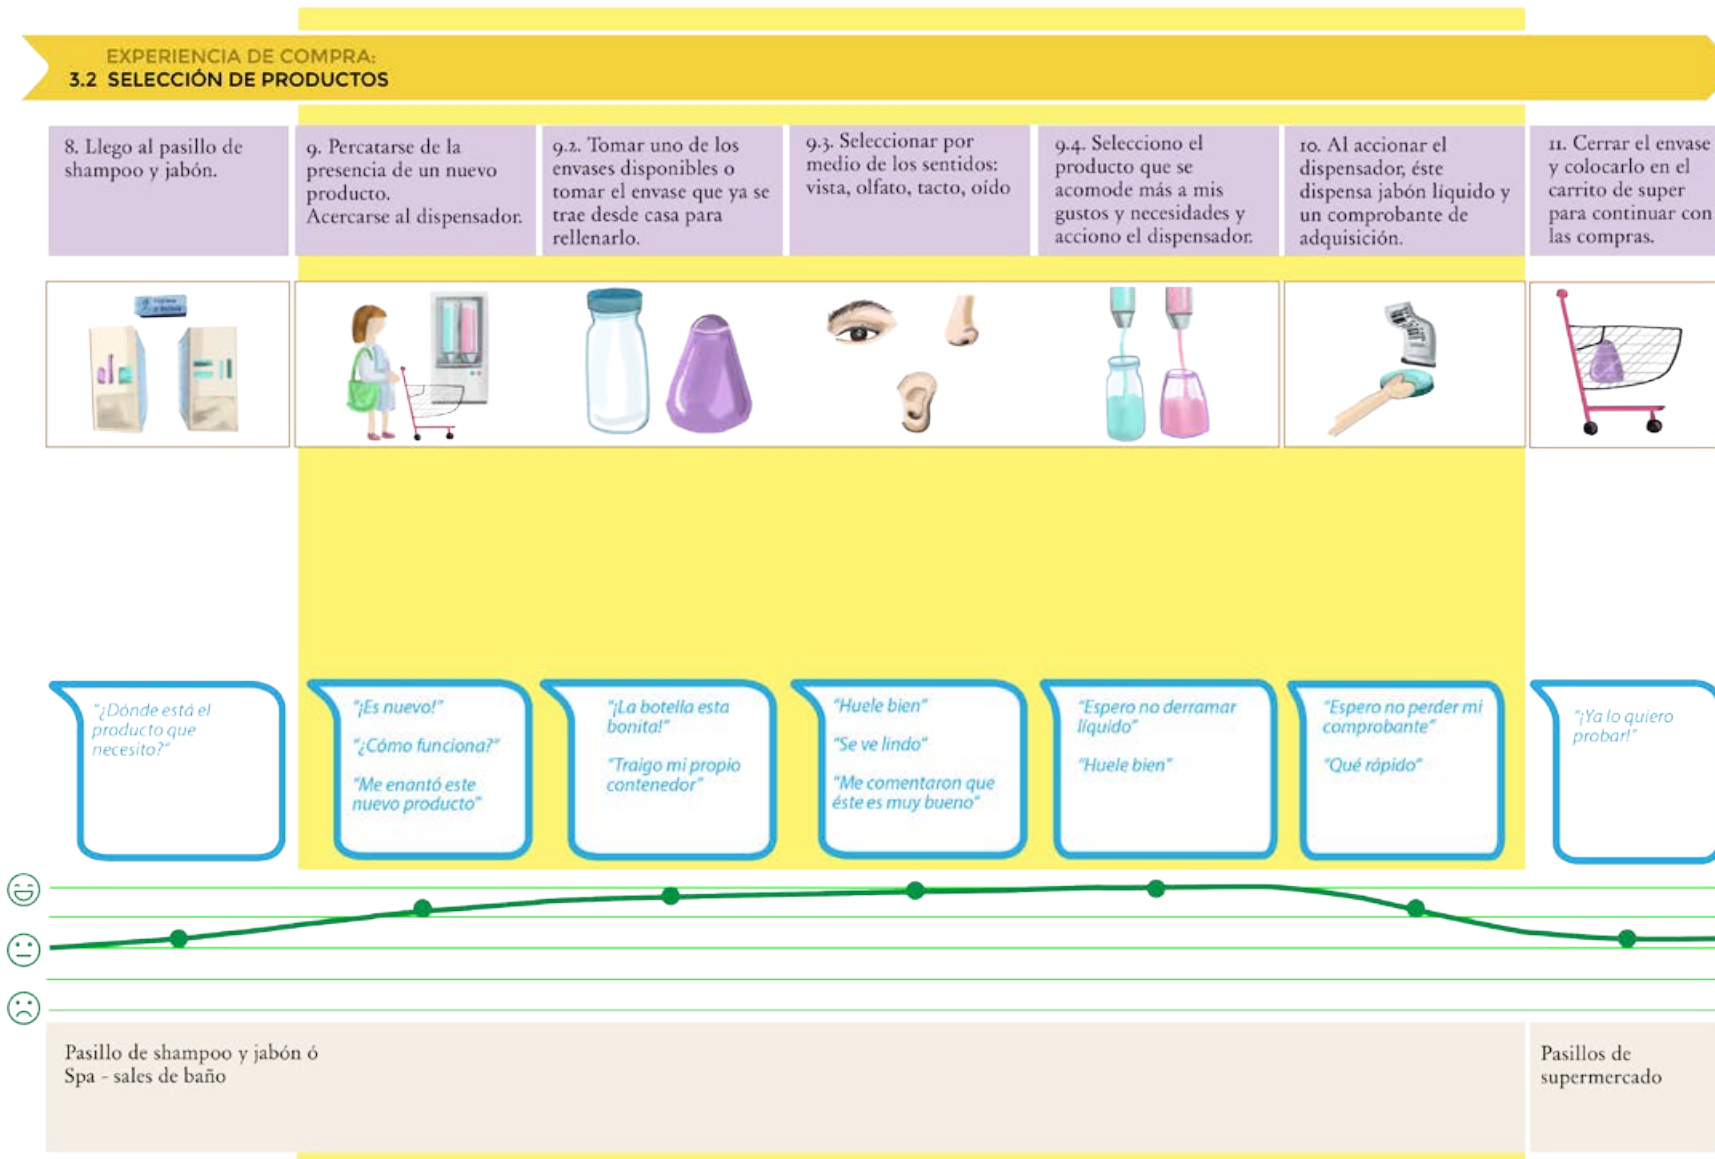 EXPERIENCIA DE COMPRA:
3.2 SELECCIÓN DE PRODUCTOS
8. Llego al pasillo de
shampoo y jabón.
9. Percatarse de la
presencia de un nuevo
producto.
Acercarse al dispensador.
9.2. Tomar uno de los
envases disponibles o
tomar el envase que ya se
trae desde casa para
rellenarlo.
9.3. Seleccionar por
medio de los sentidos:
vista, olfato, tacto, oído
9.4. Selecciono el
producto que se
acomode más a mis
gustos y necesidades y
acciono el dispensador.
10. Al accionar el
dispensador, éste
dispensa jabón líquido y
un comprobante de
adquisición.
11. Cerrar el envase
y colocarlo en el
carrito de super
para continuar con
las compras.
"¿Dónde está el
producto que
necesito?"
"¡Es nuevo!"
"¿Cómo funciona?"
"Me enantó este
nuevo producto"
"¡La botella esta
bonita!"
"Traigo mi propio
contenedor"
"Huele bien"
"Se ve lindo"
"Me comentaron que
éste es muy bueno"
"Espero no derramar
líquido"
"Huele bien"
"Espero no perder mi
comprobante"
"Qué rápido"
"¡Ya lo quiero
probar!"
Pasillo de shampoo y jabón ó
Spa - sales de baño
Pasillos de
supermercado